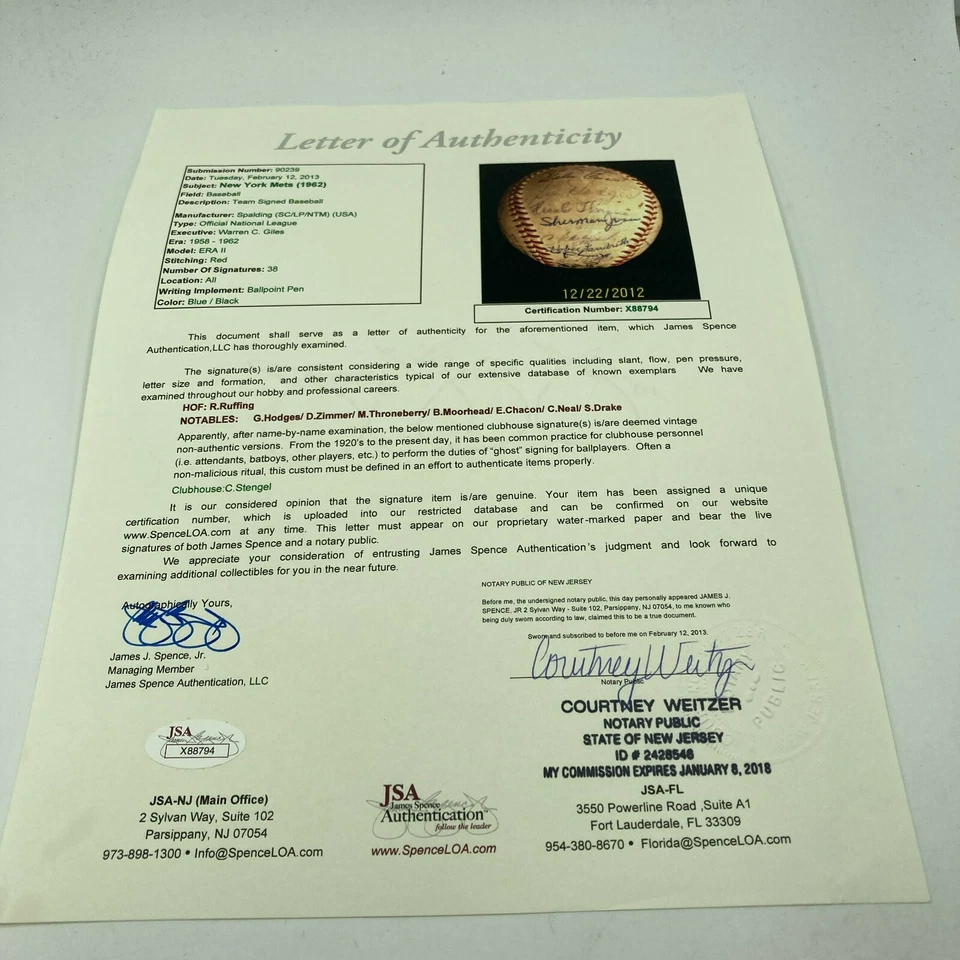 Letter of Authenticity
Submission Number: 90239
Date: Tuesday, February 12, 2013
Subject: New York Mets (1962)
Field: Baseball
Description: Team Signed Baseball
Manufacturer: Spalding (SC/LP/NTM) (USA)
Type: Official National League
Executive: Warren C. Giles
Era: 1958 - 1962
Model: ERA II
Stitching: Red
Number Of Signatures: 38
Location: All
Writing Implement: Ballpoint Pen
Color: Blue / Black
Sherman Jones
12/22/2012
Certification Number: X88794
This document shall serve as a letter of authenticity for the aforementioned item, which James Spence
Authentication,LLC has thoroughly examined.
The signature(s) is/are consistent considering a wide range of specific qualities including slant, flow, pen pressure,
letter size and formation, and other characteristics typical of our extensive database of known exemplars We have
examined throughout our hobby and professional careers.
HOF: R.Ruffing
NOTABLES: G.Hodges/ D.Zimmer/ M.Throneberry/ B.Moorhead/ E.Chacon/ C.Neal/ S.Drake
Apparently, after name-by-name examination, the below mentioned clubhouse signature(s) is/are deemed vintage
non-authentic versions. From the 1920's to the present day, it has been common practice for clubhouse personnel
(i.e. attendants, batboys, other players, etc.) to perform the duties of "ghost" signing for ballplayers. Often a
non-malicious ritual, this custom must be defined in an effort to authenticate items properly.
Clubhouse:C.Stengel
It is our considered opinion that the signature item is/are genuine. Your item has been assigned a unique
certification number, which is uploaded into our restricted database and can be confirmed on our website
www.SpenceLOA.com at any time. This letter must appear on our proprietary water-marked paper and bear the live
signatures of both James Spence and a notary public.
We appreciate your consideration of entrusting James Spence Authentication's judgment and look forward to
examining additional collectibles for you in the near future.
NOTARY PUBLIC OF NEW JERSEY
Before me, the undersigned notary public, this day personally appeared JAMES J.
SPENCE, JR 2 Sylvan Way - Suite 102, Parsippany, NJ 07054, to me known who
being duly sworn according to law, claimed this to be a true document.
Sworn and subscribed to before me on February 12, 2013.
Courtney Weitzer
Notary Public
Autographically Yours,
James J. Spence, Jr.
Managing Member
James Spence Authentication, LLC
COURTNEY WEITZER
NOTARY PUBLIC
STATE OF NEW JERSEY
ID # 2428546
MY COMMISSION EXPIRES JANUARY 8, 2018
PUBLIC
JSA
X88794
JSA-NJ (Main Office)
2 Sylvan Way, Suite 102
Parsippany, NJ 07054
973-898-1300 • Info@SpenceLOA.com
JSA
James Spence
Authentication
follow the leader
www.SpenceLOA.com
JSA-FL
3550 Powerline Road ,Suite A1
Fort Lauderdale, FL 33309
954-380-8670 • Florida@SpenceLOA.com